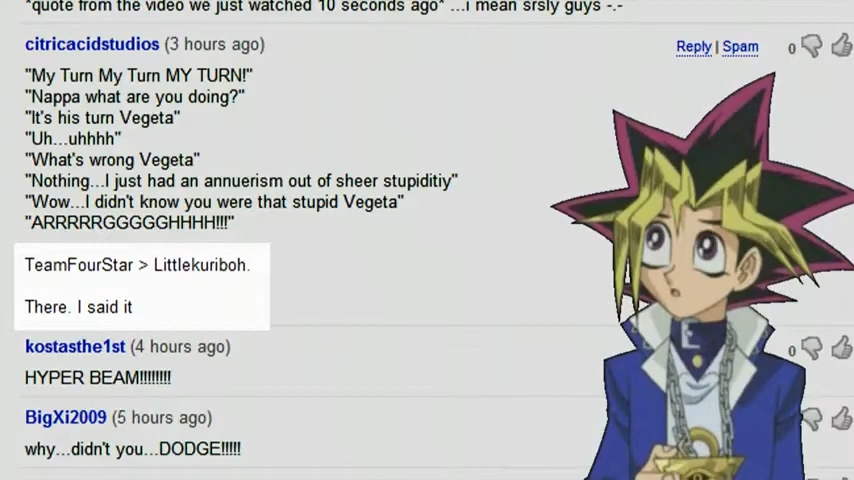 *quote from the video we just watched 10 seconds ago* ...i mean srsly guys -.-
citricacidstudios (3 hours ago)
Reply | Spam
0
"My Turn My Turn MY TURN!"
"Nappa what are you doing?"
"It's his turn Vegeta"
"Uh...uhhhh"
"What's wrong Vegeta"
"Nothing...I just had an annuerism out of sheer stupiditiy"
"Wow...I didn't know you were that stupid Vegeta"
"ARRRRRGGGGGHHHH!!!"
TeamFourStar > Littlekuriboh.
There. I said it
kostasthe1st (4 hours ago)
0
HYPER BEAM!!!!!!!!
BigXi2009 (5 hours ago)
why...didn't you...DODGE!!!!!